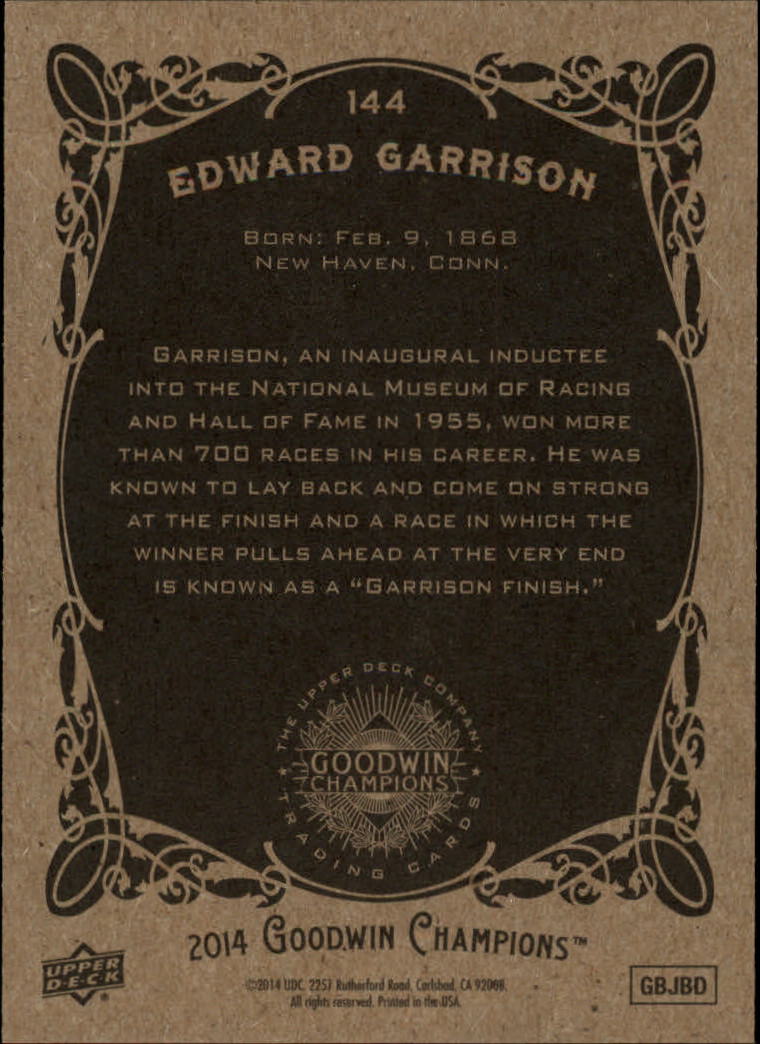 144
EDWARD GARRISON
BORN: FEB. 9, 1868
NEW HAVEN, CONN.
GARRISON, AN INAUGURAL INDUCTEE
INTO THE NATIONAL MUSEUM OF RACING
AND HALL OF FAME IN 1955, WON MORE
THAN 700 RACES IN HIS CAREER. HE WAS
KNOWN TO LAY BACK AND COME ON STRONG
AT THE FINISH AND A RACE IN WHICH THE
WINNER PULLS AHEAD AT THE VERY END
IS KNOWN AS A “GARRISON FINISH.”
THE UPPER DECK COMPANY
GOODWIN
CHAMPIONS
TRADING CARDS
2014 GOODWIN CHAMPIONS™
UPPER
D·E·C·K®
©2014 UDC. 2251 Rutherford Road, Carlsbad, CA 92008.
All rights reserved. Printed in the USA.
GBJBD